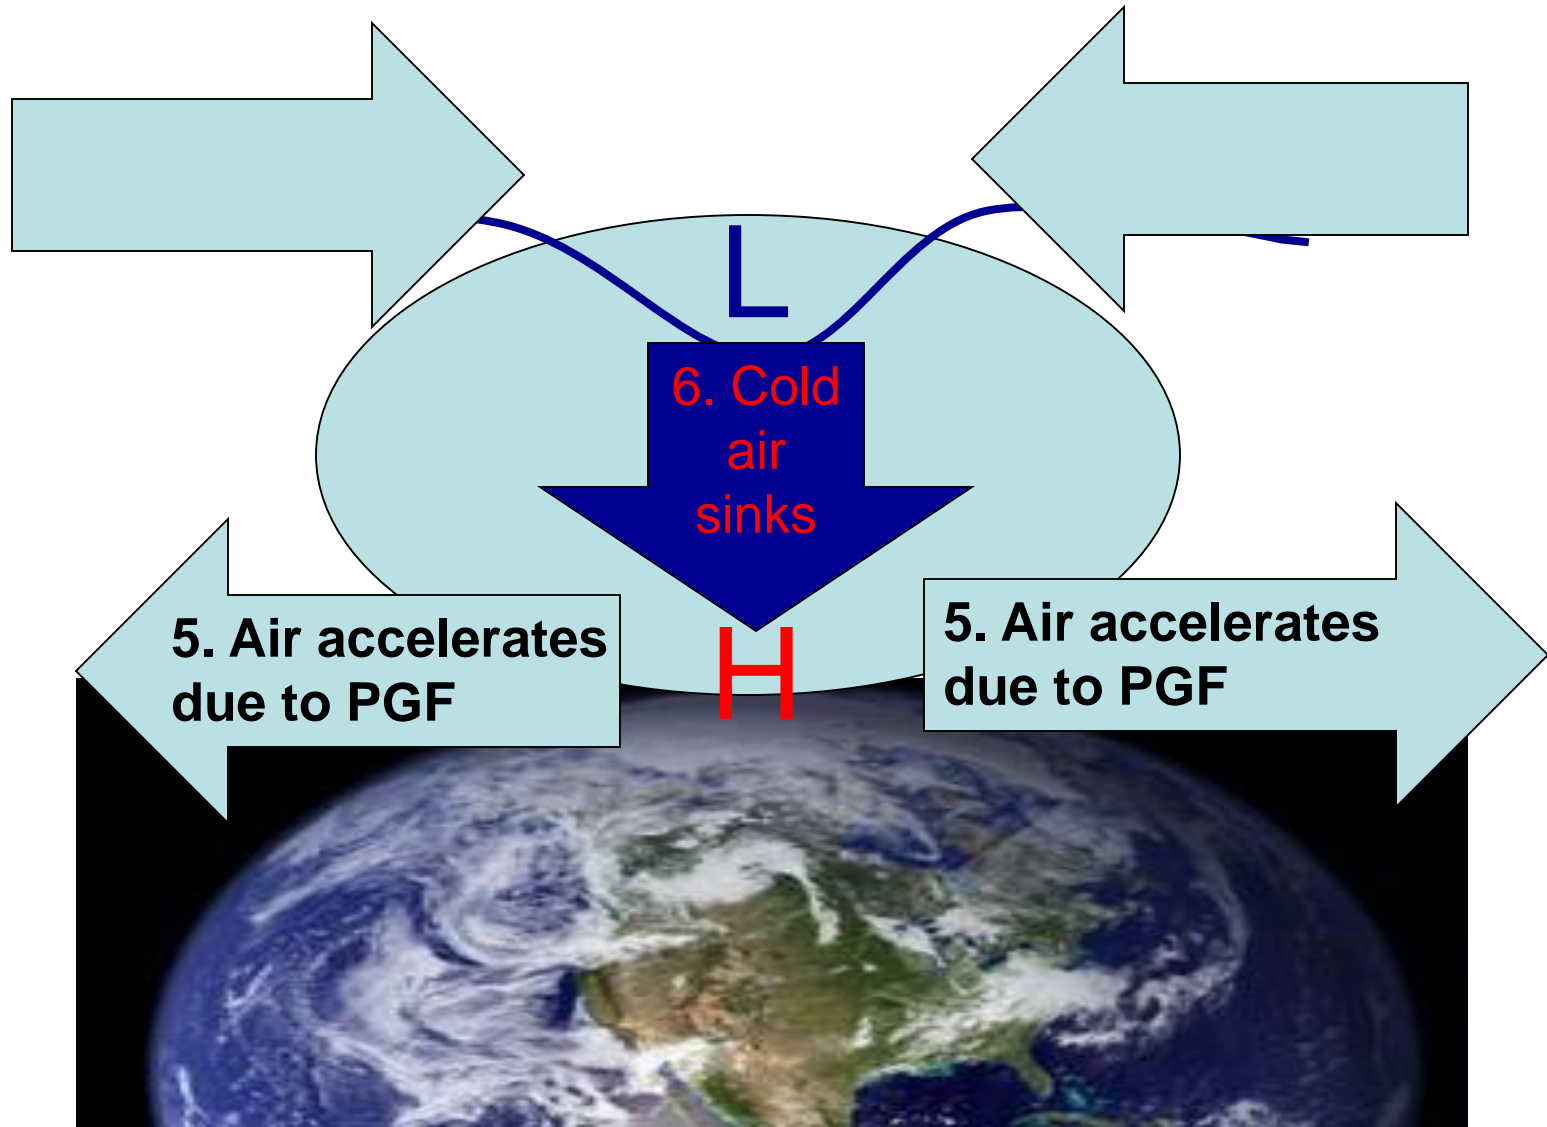 L
6. Cold
air
sinks
5. Air accelerates
due to PGF
H
5. Air accelerates
due to PGF